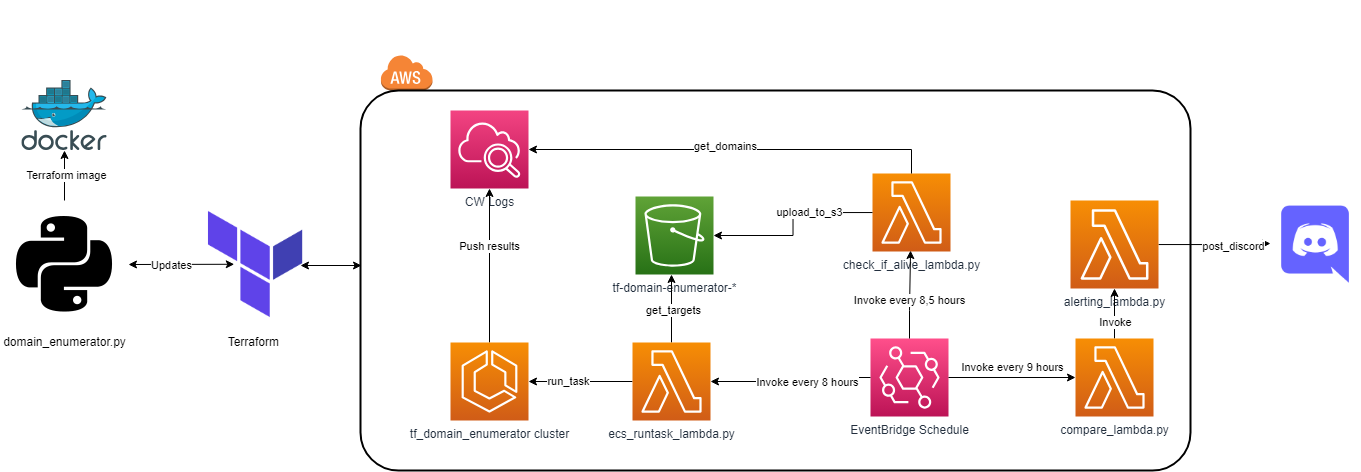 AWS
docker
Terraform image
get_domains
CW Logs
upload_to_s3
Push results
post_discord
Updates
check_if_alive_lambda.py
tf-domain-enumerator-*
Invoke every 8,5 hours
alerting_lambda.py
get_targets
Invoke
domain_enumerator.py
Terraform
Invoke every 9 hours
run_task
Invoke every 8 hours
tf_domain_enumerator cluster
ecs_runtask_lambda.py
EventBridge Schedule
compare_lambda.py